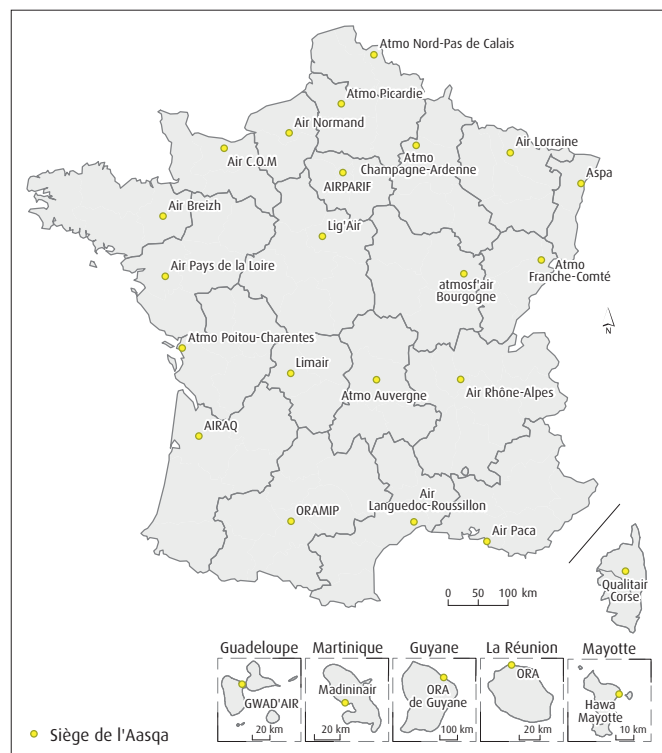 Atmo Nord-Pas de Calais
Atmo Picardie
Air Normand
Air C.O.M
Atmo
Champagne-Ardenne
Air Lorraine
AIRPARIF
Aspa
Air Breizh
Lig'Air
Air Pays de la Loire
atmosf'air
Bourgogne
Atmo
Franche-Comté
N
Atmo Poitou-Charentes
Limair
Atmo Auvergne
Air Rhône-Alpes
AIRAQ
ORAMIP
Air
Languedoc-Roussillon
Air Paca
Qualitair
Corse
0 50 100 km
Guadeloupe
GWAD'AIR
20 km
Martinique
Madininair
20 km
Guyane
ORA
de Guyane
100 km
La Réunion
ORA
20 km
Mayotte
Hawa
Mayotte
10 km
Siège de l'Aasqa